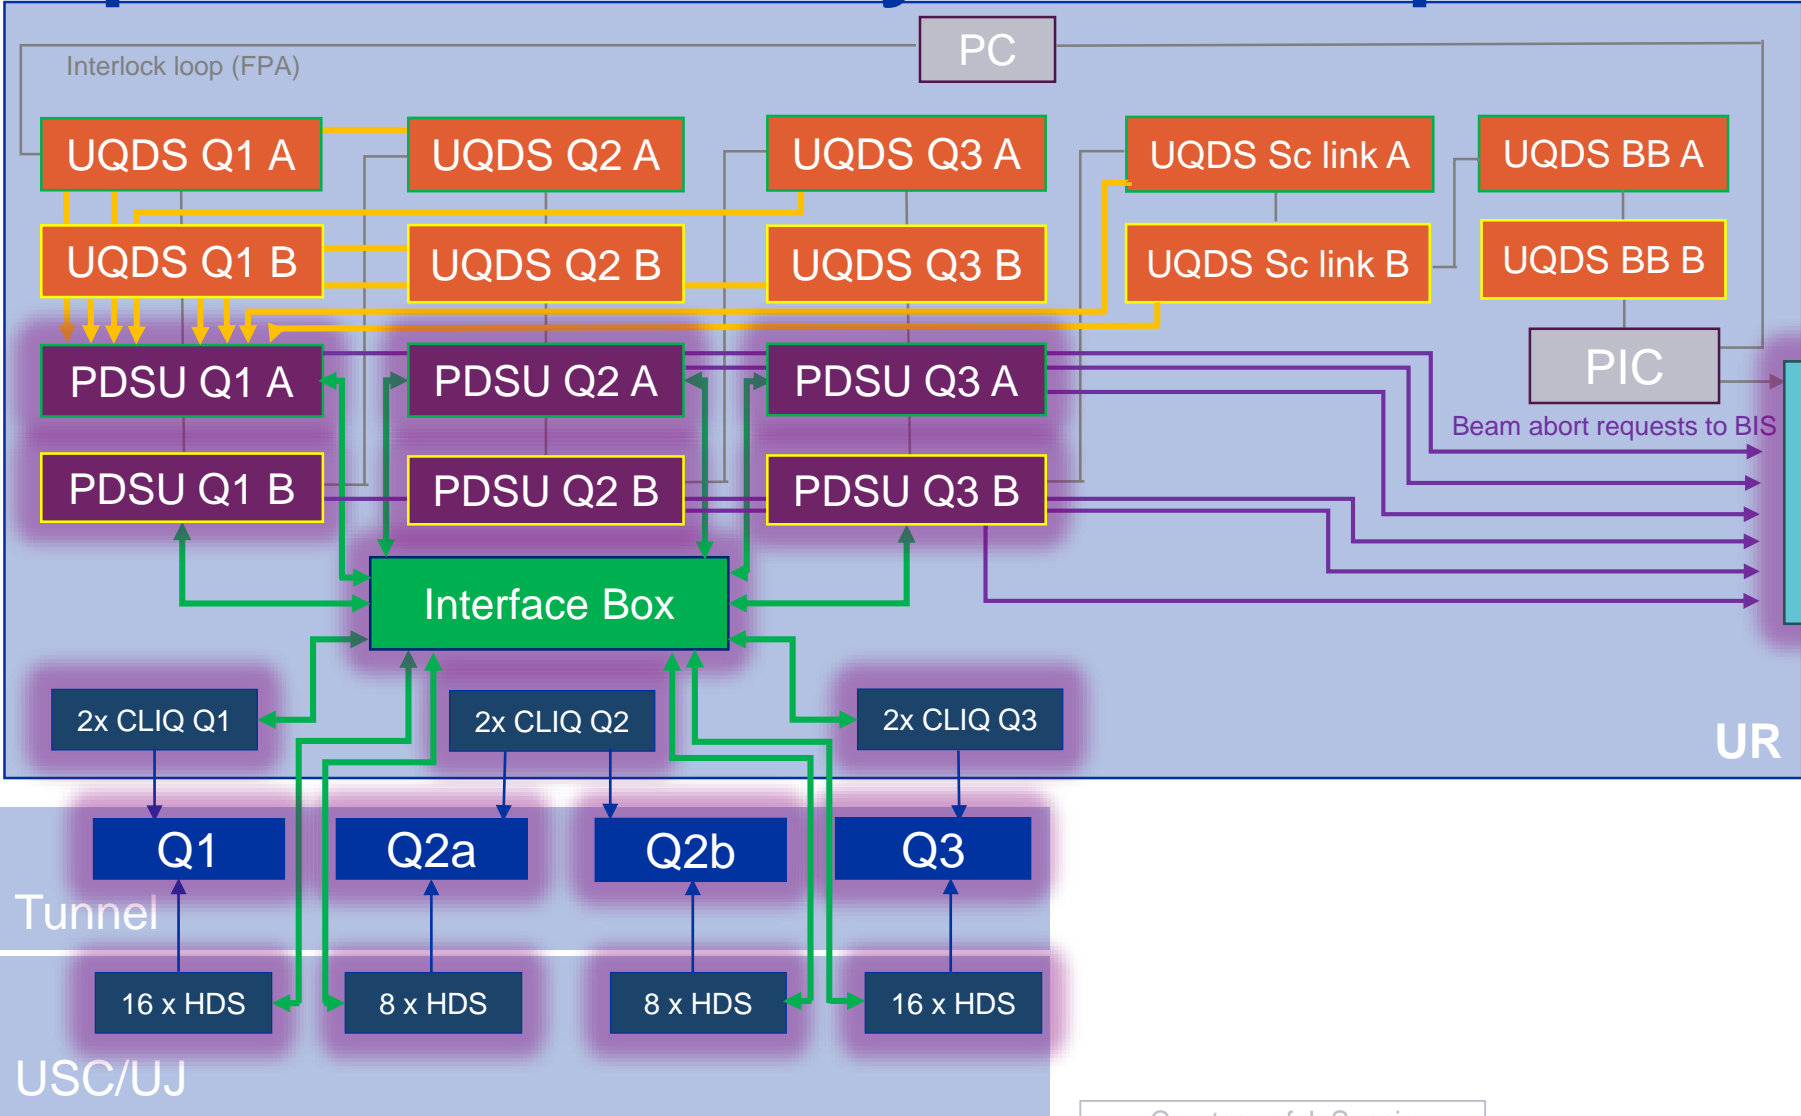 PC
Interlock loop (FPA)
UQDS Q1 A
UQDS Q2 A
UQDS Q3 A
UQDS Sc link A
UQDS BB A
UQDS Q1 B
UQDS Q2 B
UQDS Q3 B
UQDS Sc link B
UQDS BB B
PDSU Q1 A
PDSU Q2 A
PDSU Q3 A
PIC
Beam abort requests to BIS
PDSU Q1 B
PDSU Q2 B
PDSU Q3 B
Interface Box
2x CLIQ Q1
2x CLIQ Q2
2x CLIQ Q3
UR
Q1
Q2a
Q2b
Q3
Tunnel
16 x HDS
8 x HDS
8 x HDS
16 x HDS
USC/UJ